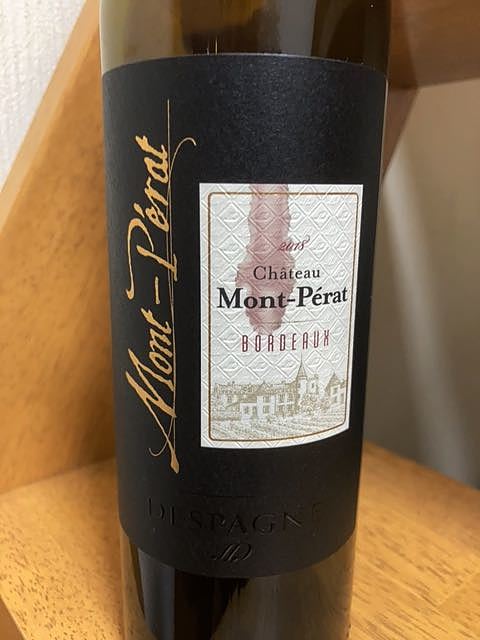 Mont-Pérat
2018
Château
Mont-Pérat
BORDEAUX
DESPAGNE